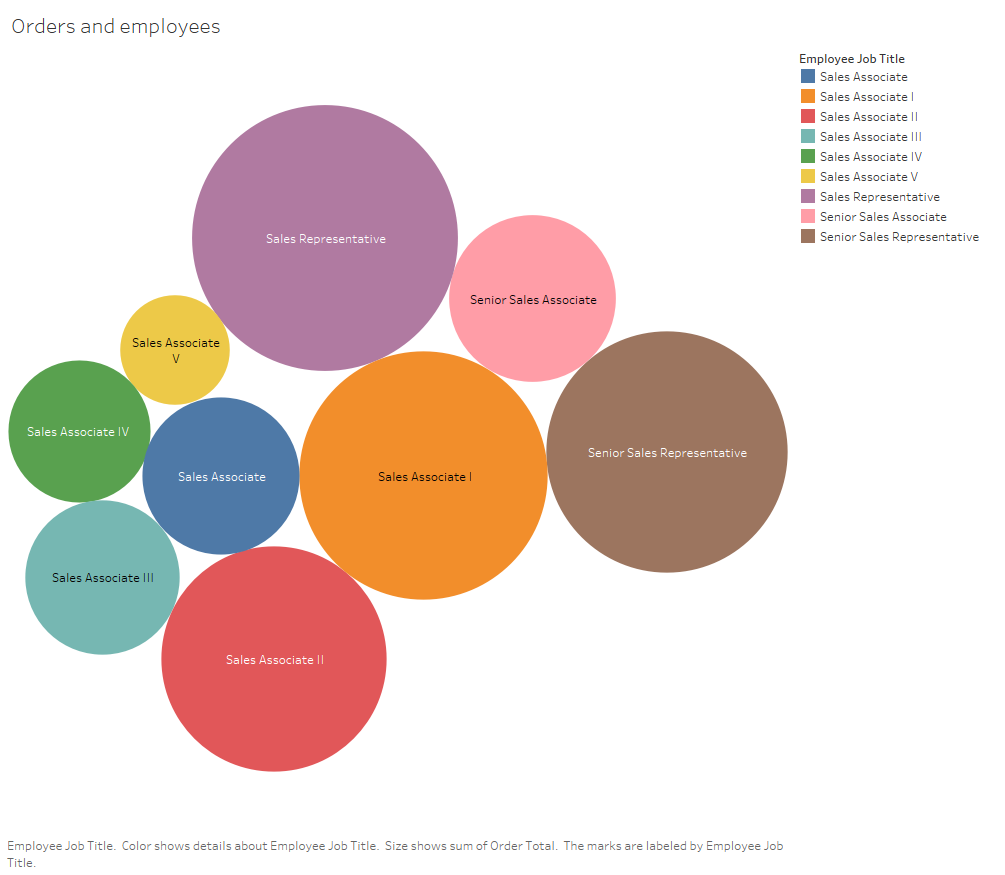 Orders and employees
Employee Job Title
Sales Associate
Sales Associate I
Sales Associate II
Sales Associate III
Sales Associate IV
Sales Associate V
Sales Representative
Senior Sales Associate
Senior Sales Representative
Sales Representative
Senior Sales Associate
Sales Associate
V
Sales Associate IV
Senior Sales Representative
Sales Associate
Sales Associate I
Sales Associate III
Sales Associate II
Employee Job Title.  Color shows details about Employee Job Title.  Size shows sum of Order Total.  The marks are labeled by Employee Job
Title.